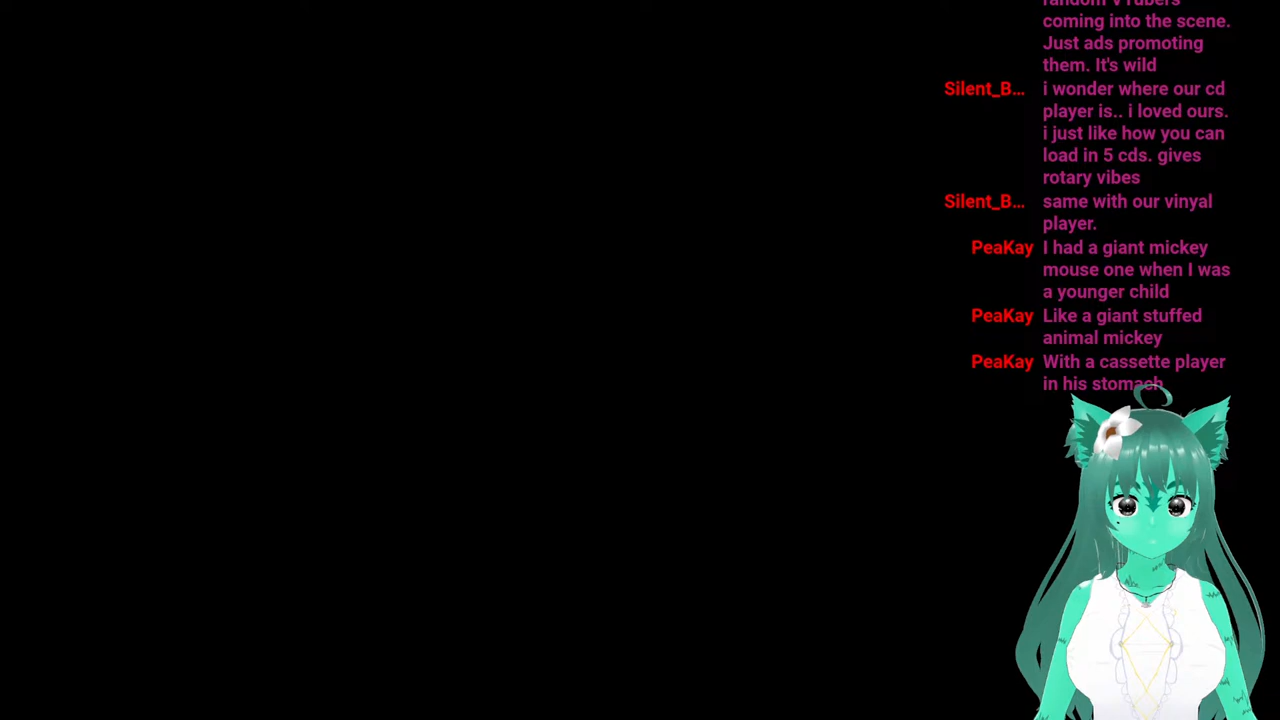 random VTubers
coming into the scene.
Just ads promoting
them. It's wild
Silent_B... i wonder where our cd
player is.. i loved ours.
i just like how you can
load in 5 cds. gives
rotary vibes
Silent_B... same with our vinyal
player.
PeaKay I had a giant mickey
mouse one when I was
a younger child
PeaKay Like a giant stuffed
animal mickey
PeaKay With a cassette player
in his stomach